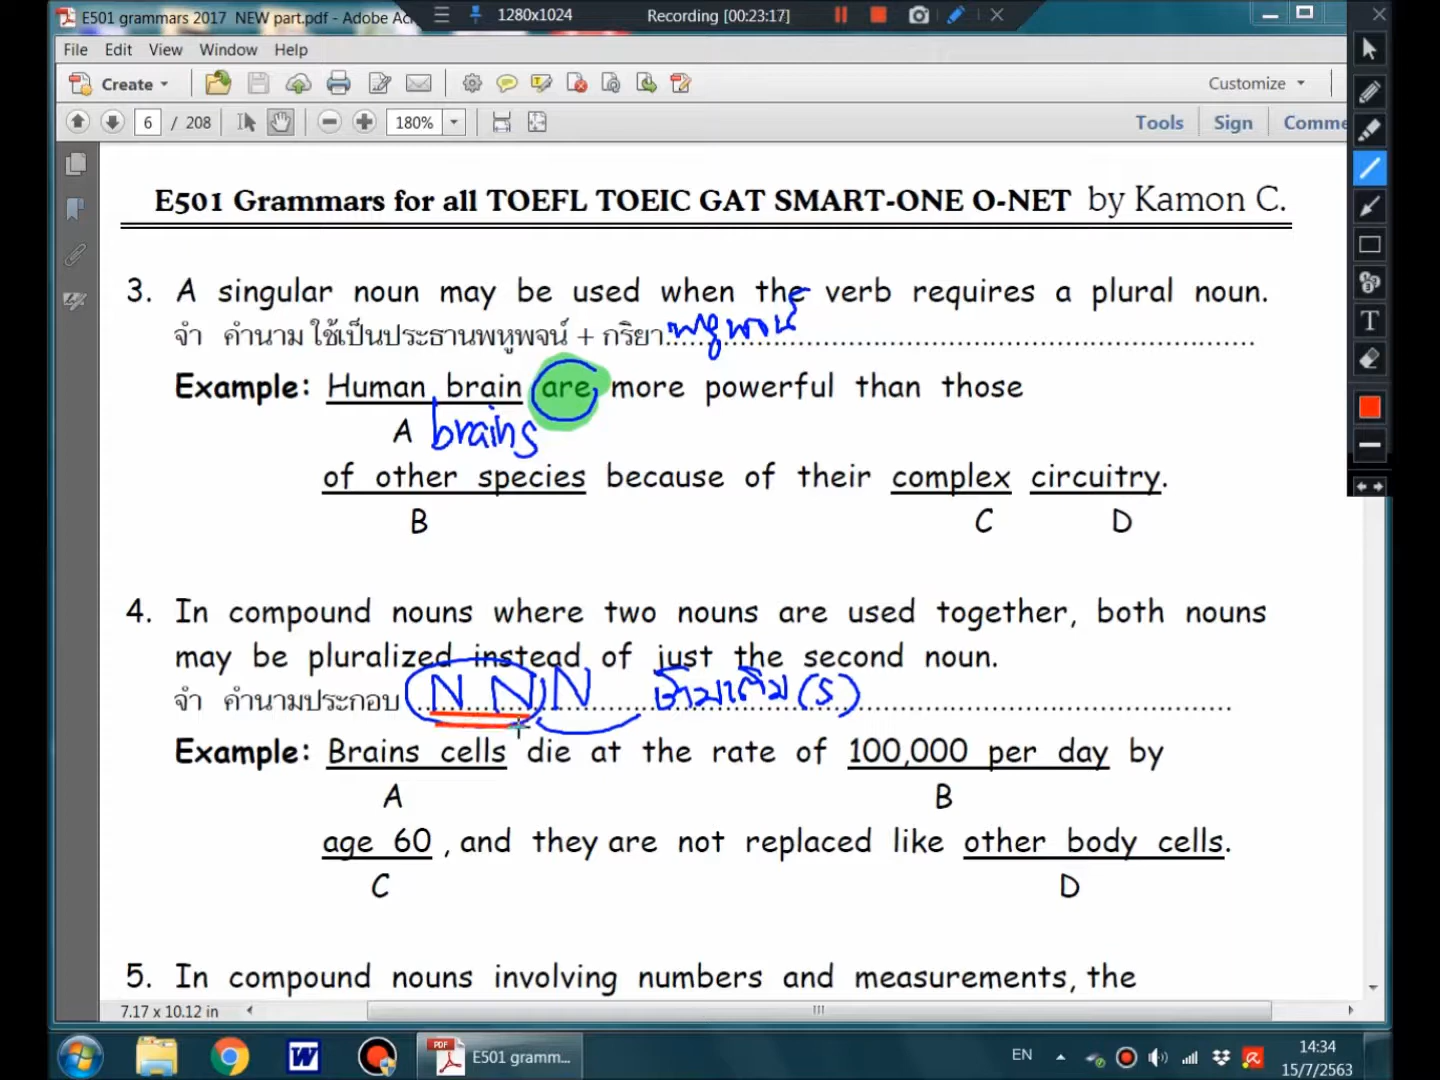 E501 grammars 2017 NEW part.pdf - Adobe Ac
1280x1024
Recording [00:23:17]
File Edit View Window Help
Create
Customize
6 / 208
180%
Tools Sign Comme
E501 Grammars for all TOEFL TOEIC GAT SMART-ONE O-NET by Kamon C.
3. A singular noun may be used when the verb requires a plural noun.
จำ คำนาม ใช้เป็นประธานพหูพจน์ + กริยา พหูพจน์
Example: Human brain are more powerful than those
A brains
of other species because of their complex circuitry.
B C D
4. In compound nouns where two nouns are used together, both nouns
may be pluralized instead of just the second noun.
จำ คำนามประกอบ N N N ห้ามเติม (s)
Example: Brains cells die at the rate of 100,000 per day by
A B
age 60 , and they are not replaced like other body cells.
C D
5. In compound nouns involving numbers and measurements, the
7.17 x 10.12 in
E501 gramm...
EN
14:34
15/7/2563